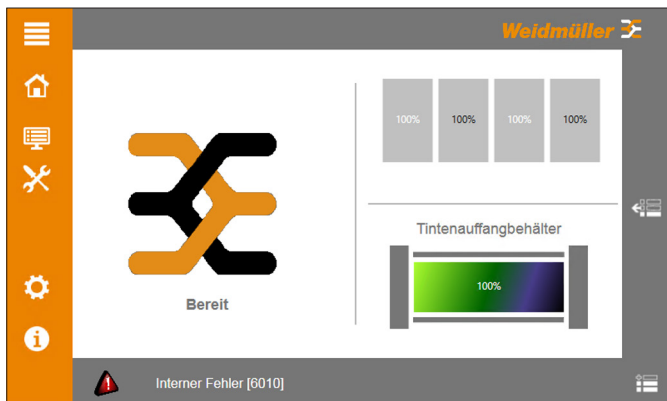 Weidmüller
100% 100% 100% 100%
Tintenauffangbehälter
100%
Bereit
Interner Fehler [6010]